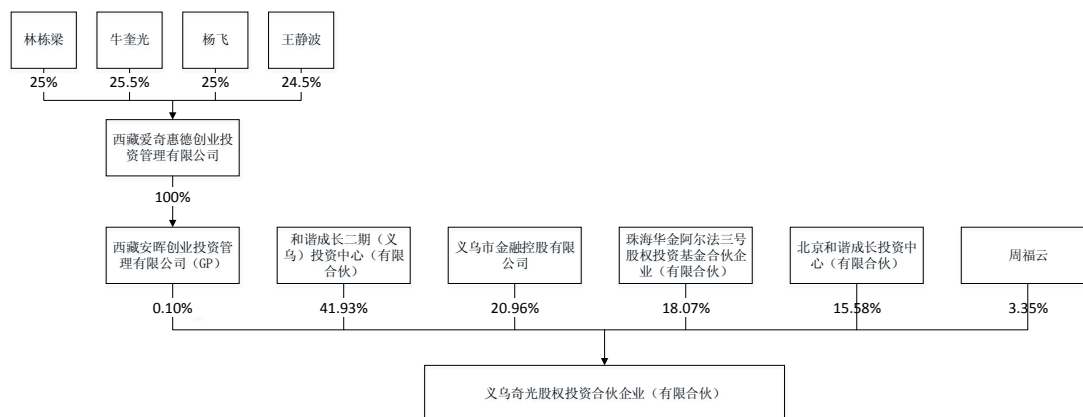 林栋梁
牛奎光
杨飞
王静波
25%
25.5%
25%
24.5%
西藏爱奇惠德创业投
资管理有限公司
100%
西藏安晖创业投资管
理有限公司（GP）
和谐成长二期（义
乌）投资中心（有限
合伙）
义乌市金融控股有限
公司
珠海华金阿尔法三号
股权投资基金合伙企
业（有限合伙）
北京和谐成长投资中
心（有限合伙）
周福云
0.10%
41.93%
20.96%
18.07%
15.58%
3.35%
义乌奇光股权投资合伙企业（有限合伙）